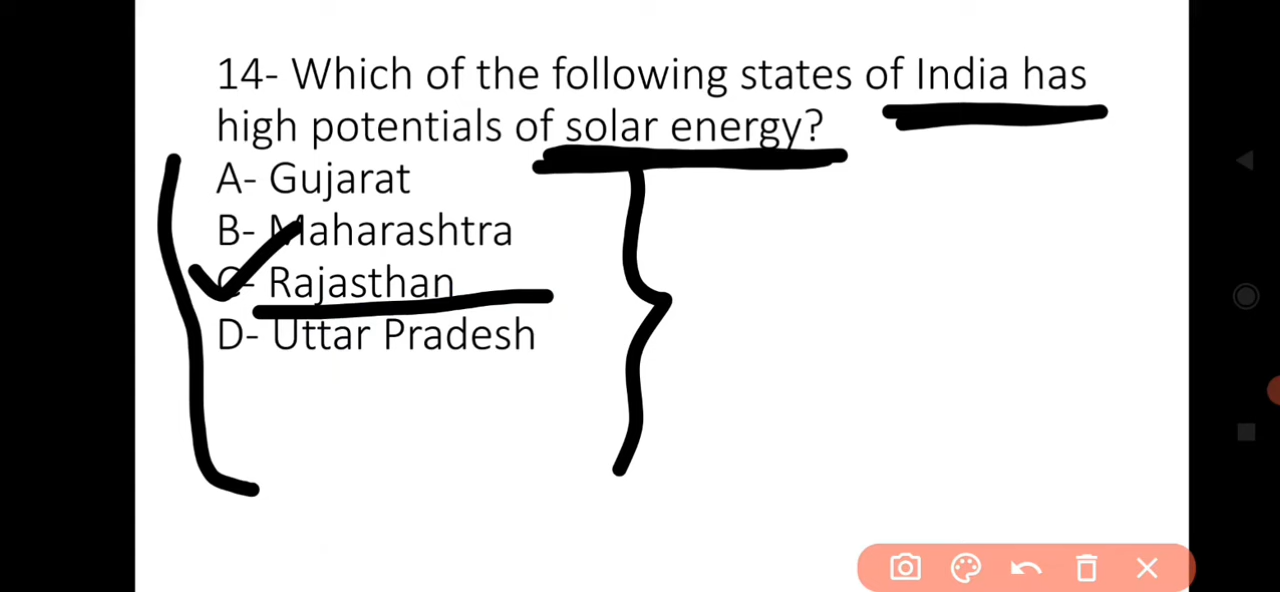 14- Which of the following states of India has
high potentials of solar energy?
A- Gujarat
B- Maharashtra
C- Rajasthan
D- Uttar Pradesh